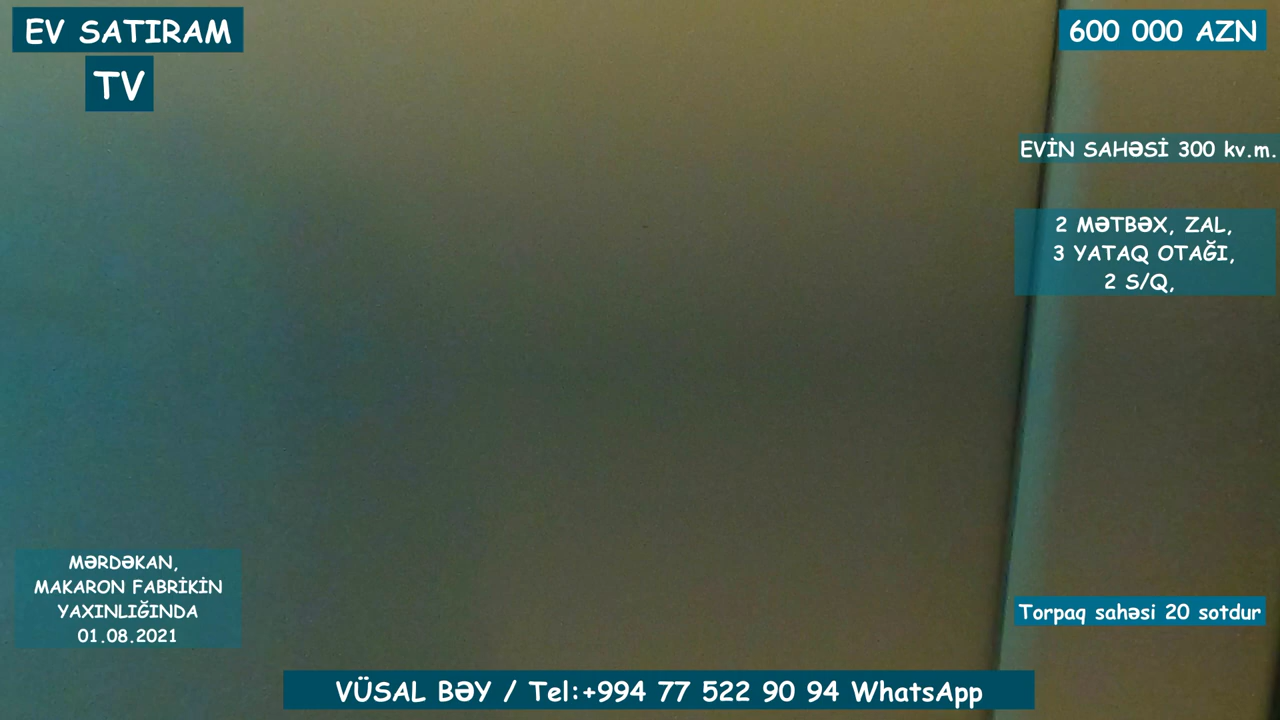 EV SATIRAM
TV
600 000 AZN
EVİN SAHƏSİ 300 kv.m.
2 MƏTBƏX, ZAL,
3 YATAQ OTAĞI,
2 S/Q,
MƏRDƏKAN,
MAKARON FABRİKİN
YAXINLIĞINDA
01.08.2021
Torpaq sahəsi 20 sotdur
VÜSAL BƏY / Tel:+994 77 522 90 94 WhatsApp